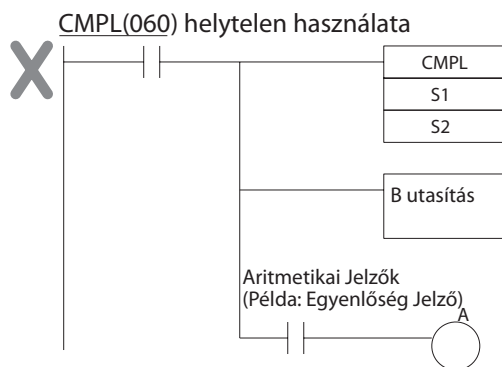 CMPL(060) helytelen használata
X
CMPL
S1
S2
B utasítás
Aritmetikai Jelzők
(Példa: Egyenlőség Jelző)
A